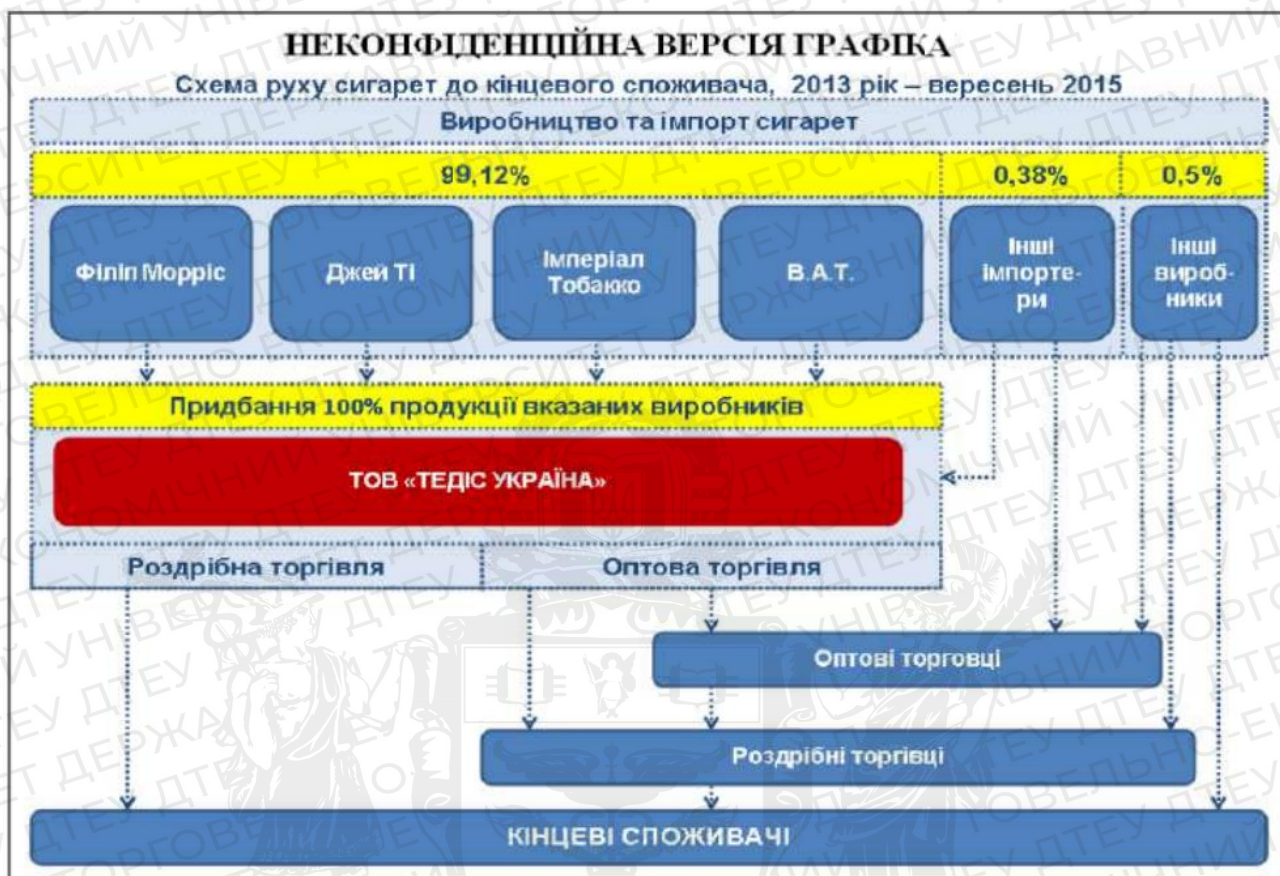 НЕКОНФІДЕНЦІЙНА ВЕРСІЯ ГРАФІКА
Схема руху сигарет до кінцевого споживача, 2013 рік – вересень 2015
Виробництво та імпорт сигарет
99,12%
0,38%
0,5%
Філіп Морріс
Джей Ті
Імперіал
Тобакко
В.А.Т.
Інші
імпорте-
ри
Інші
вироб-
ники
Придбання 100% продукції вказаних виробників
ТОВ «ТЕДІС УКРАЇНА»
Роздрібна торгівля
Оптова торгівля
Оптові торговці
Роздрібні торгівці
КІНЦЕВІ СПОЖИВАЧІ